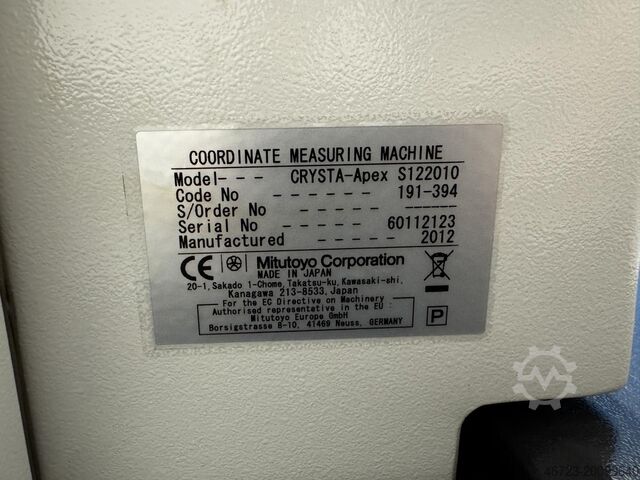 COORDINATE MEASURING MACHINE
Model- - - CRYSTA-Apex S122010
Code No - - - - - - 191-394
S/Order No - - - - - ------
Serial No - - - - - 60112123
Manufactured - - - - - 2012
CE Mitutoyo Corporation
MADE IN JAPAN
20-1, Sakado 1-Chome, Takatsu-ku, Kawasaki-shi,
Kanagawa 213-8533, Japan
For the EC Directive on Machinery
Authorised representative in the EU :
Mitutoyo Europe GmbH
Borsigstrasse 8-10, 41469 Neuss, GERMANY
P